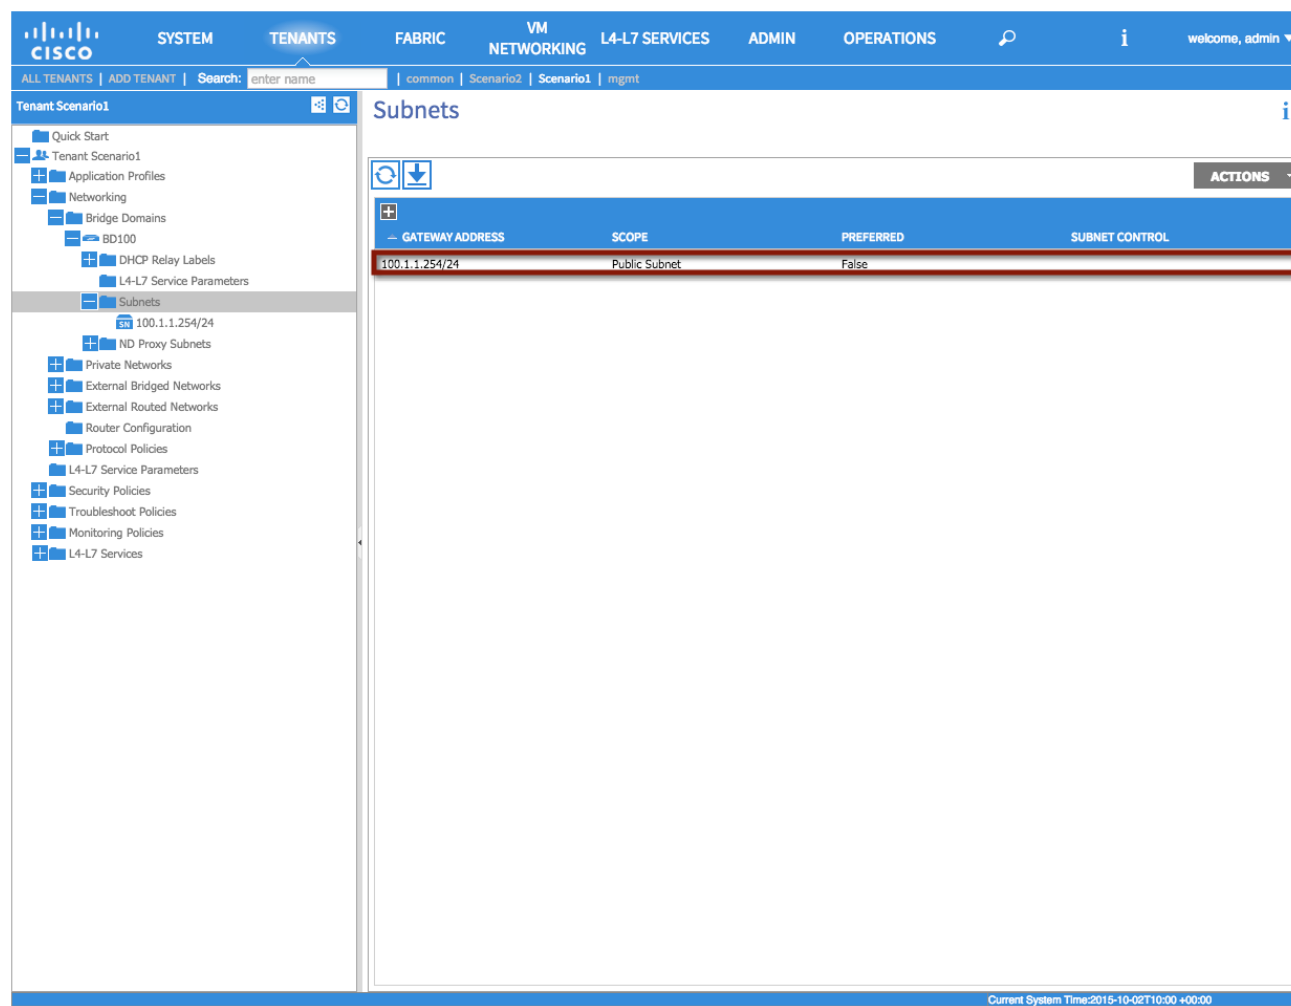 CISCO SYSTEM TENANTS FABRIC VM NETWORKING L4-L7 SERVICES ADMIN OPERATIONS i welcome, admin
ALL TENANTS | ADD TENANT | Search: enter name | common | Scenario2 | Scenario1 | mgmt
Tenant Scenario1
Quick Start
Tenant Scenario1
Application Profiles
Networking
Bridge Domains
BD100
DHCP Relay Labels
L4-L7 Service Parameters
Subnets
SN 100.1.1.254/24
ND Proxy Subnets
Private Networks
External Bridged Networks
External Routed Networks
Router Configuration
Protocol Policies
L4-L7 Service Parameters
Security Policies
Troubleshoot Policies
Monitoring Policies
L4-L7 Services
Subnets i
ACTIONS
GATEWAY ADDRESS SCOPE PREFERRED SUBNET CONTROL
100.1.1.254/24 Public Subnet False
Current System Time:2015-10-02T10:00 +00:00